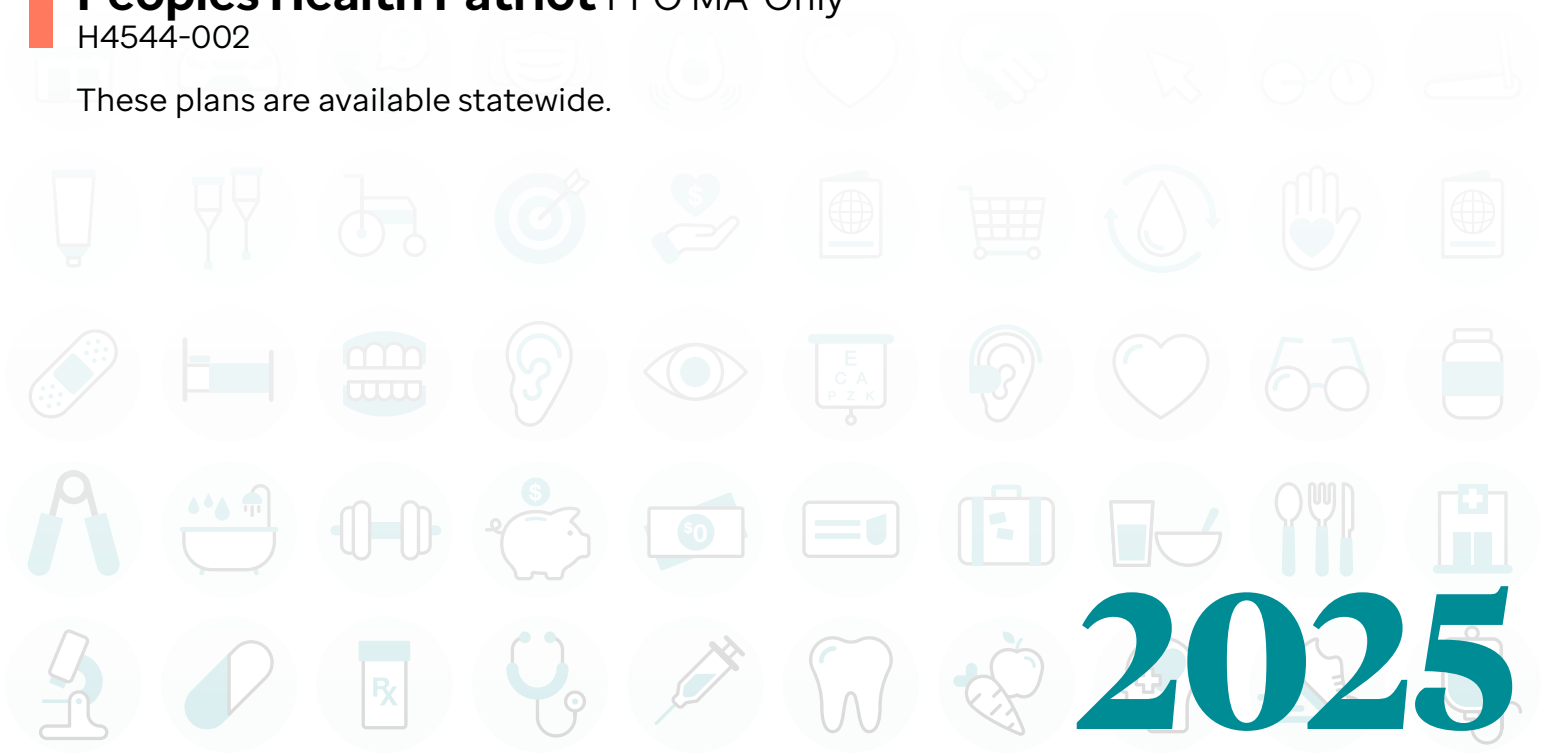 Peoples Health Patriot PPO MA-Only
H4544-002
These plans are available statewide.
$
E
C A
P Z K
$
$0
Rx
2025